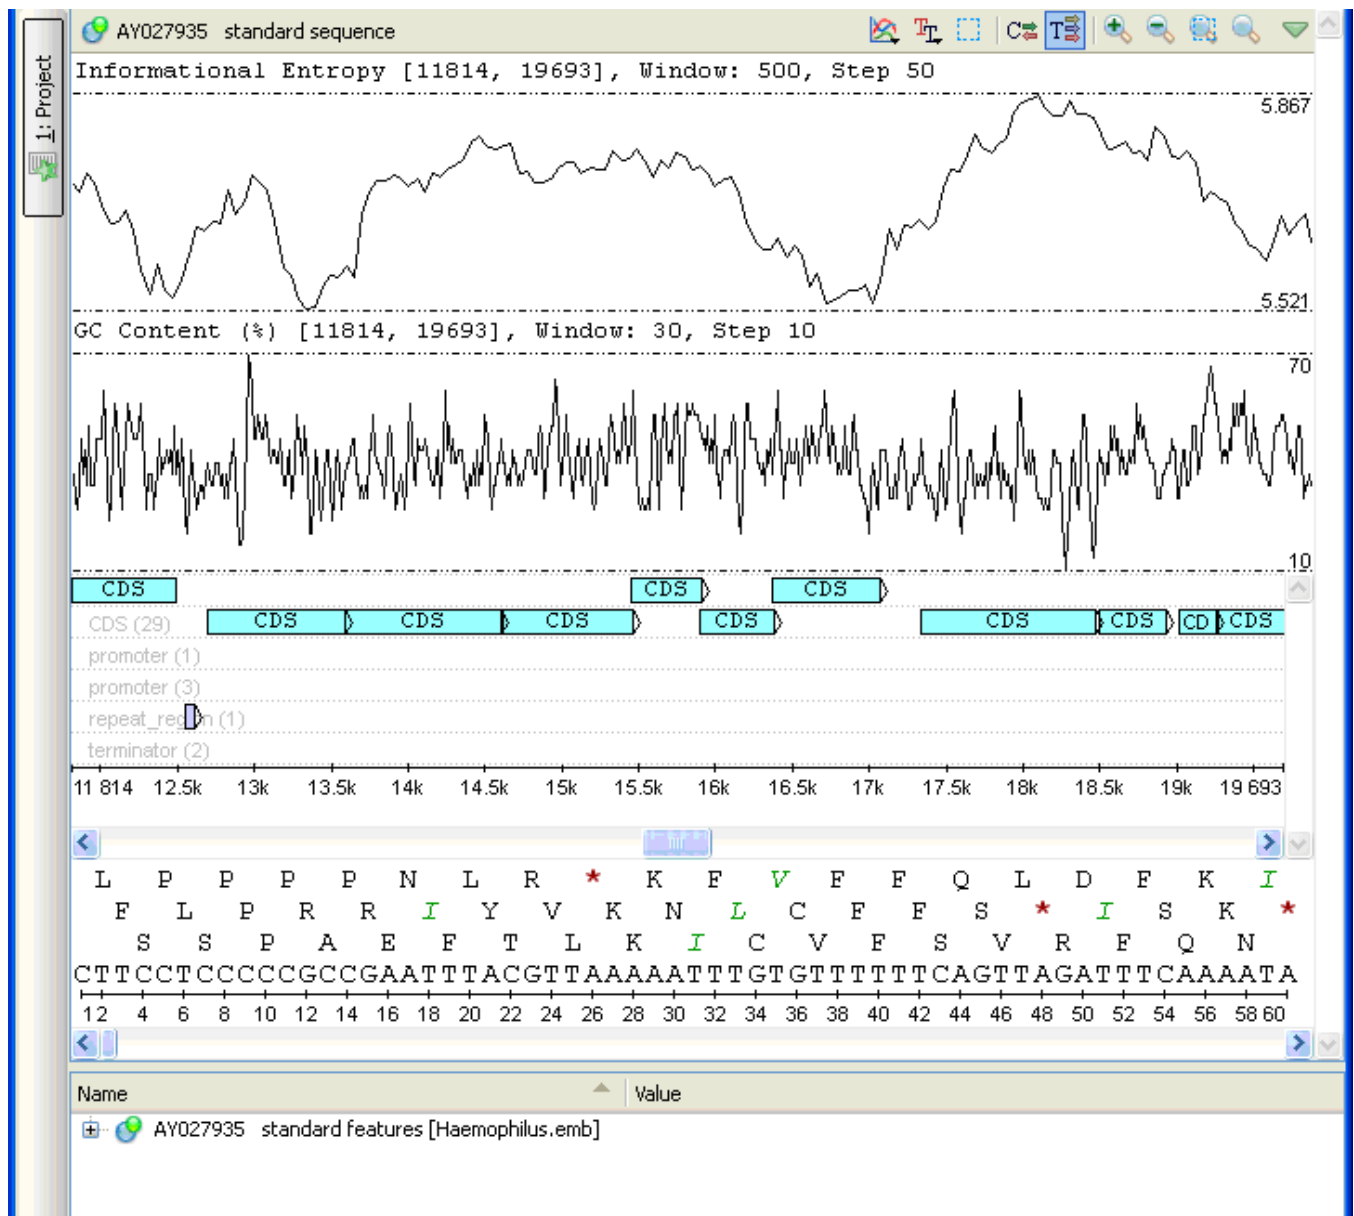 1: Project
AY027935 standard sequence
Informational Entropy [11814, 19693], Window: 500, Step 50
5.867
5.521
GC Content (%) [11814, 19693], Window: 30, Step 10
70
10
CDS CDS CDS
CDS (29) CDS CDS CDS CDS CDS CDS CD CDS
promoter (1)
promoter (3)
repeat_reg n (1)
terminator (2)
11 814 12.5k 13k 13.5k 14k 14.5k 15k 15.5k 16k 16.5k 17k 17.5k 18k 18.5k 19k 19 693
L P P P P N L R * K F V F F Q L D F K I
F L P R R I Y V K N L C F F S * I S K *
S S P A E F T L K I C V F S V R F Q N
CTTCCTCCCCCGCCGAATTTACGTTAAAAATTTGTGTTTTTTCAGTTAGATTTCAAAATA
12 4 6 8 10 12 14 16 18 20 22 24 26 28 30 32 34 36 38 40 42 44 46 48 50 52 54 56 58 60
Name Value
AY027935 standard features [Haemophilus.emb]